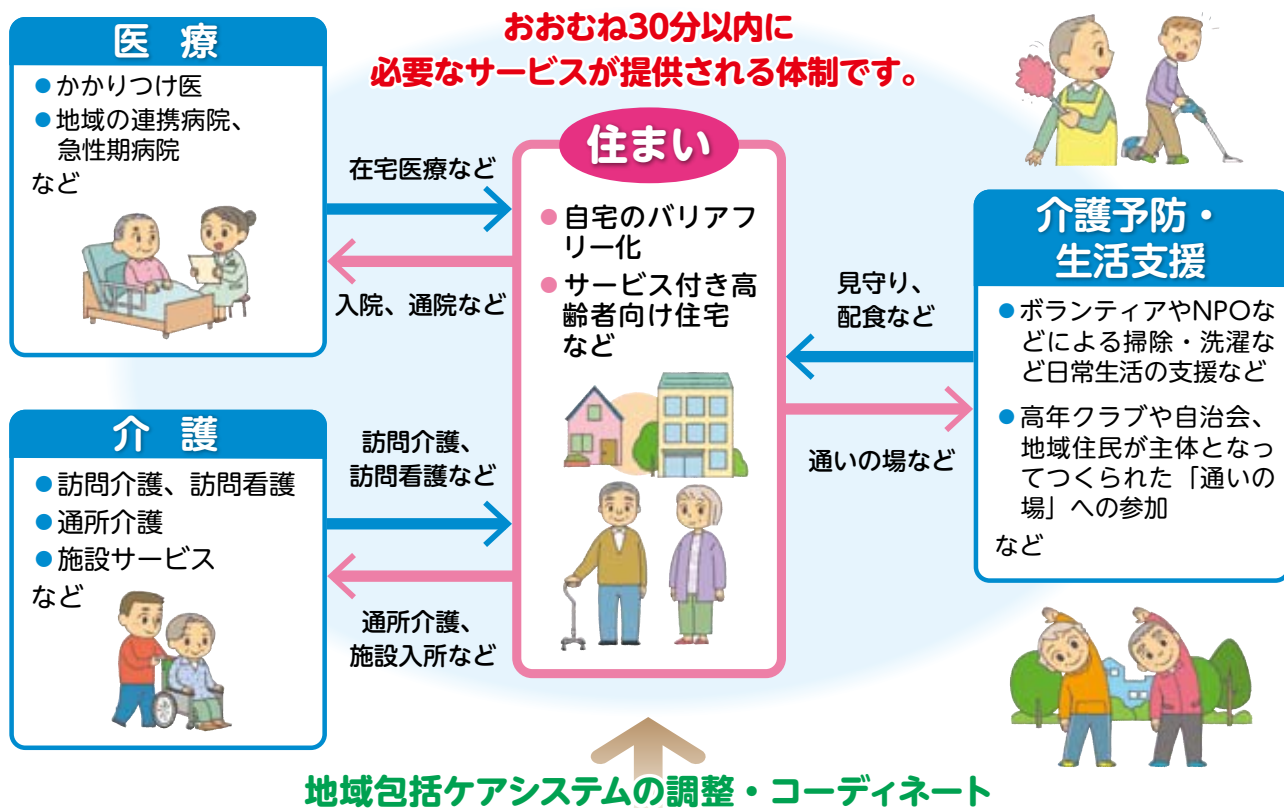 おおむね30分以内に
必要なサービスが提供される体制です。
医 療
●かかりつけ医
●地域の連携病院、
急性期病院
など
在宅医療など
入院、通院など
住まい
●自宅のバリアフ
リー化
●サービス付き高
齢者向け住宅
など
介護予防・
生活支援
●ボランティアやNPOな
どによる掃除・洗濯な
ど日常生活の支援など
●高年クラブや自治会、
地域住民が主体となっ
てつくられた「通いの
場」への参加
など
見守り、
配食など
通いの場など
介 護
●訪問介護、訪問看護
●通所介護
●施設サービス
など
訪問介護、
訪問看護など
通所介護、
施設入所など
地域包括ケアシステムの調整・コーディネート